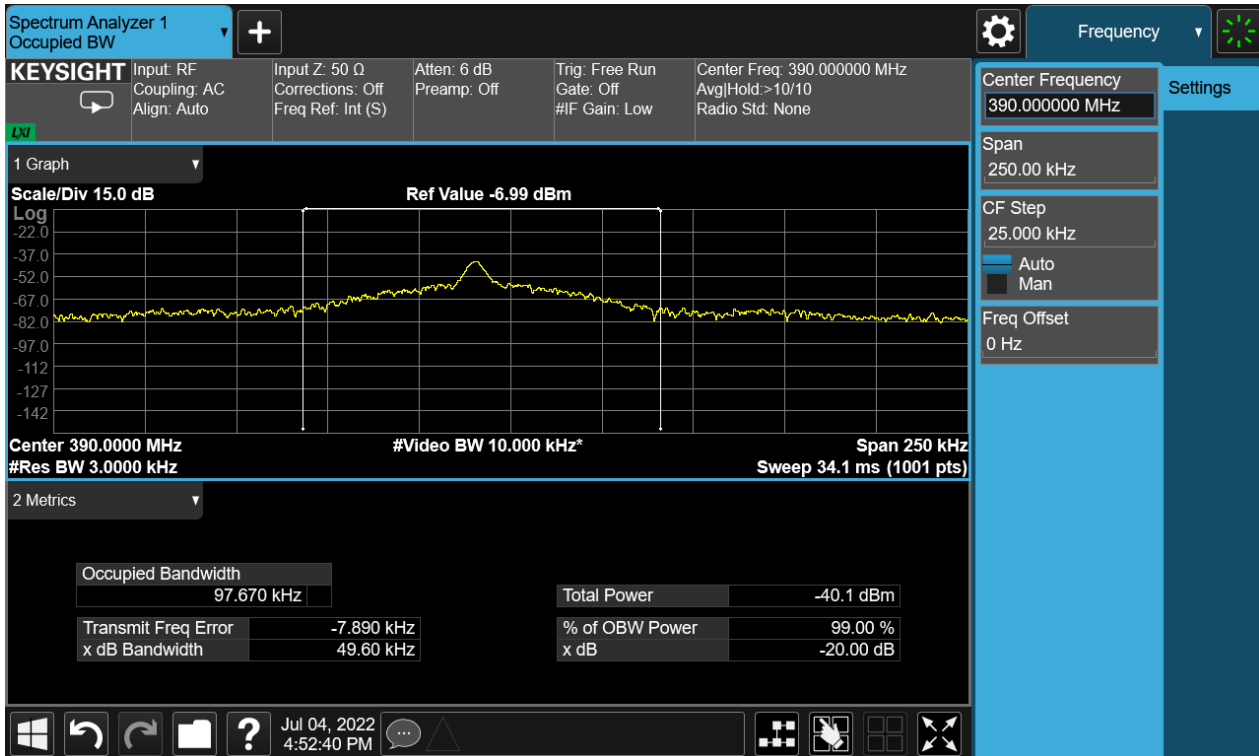 Spectrum Analyzer 1
Occupied BW
Frequency
KEYSIGHT
LXI
Input: RF
Coupling: AC
Align: Auto
Input Z: 50 Ω
Corrections: Off
Freq Ref: Int (S)
Atten: 6 dB
Preamp: Off
Trig: Free Run
Gate: Off
#IF Gain: Low
Center Freq: 390.000000 MHz
Avg|Hold:>10/10
Radio Std: None
Center Frequency
390.000000 MHz
Settings
Span
250.00 kHz
CF Step
25.000 kHz
Auto
Man
Freq Offset
0 Hz
1 Graph
Scale/Div 15.0 dB
Ref Value -6.99 dBm
Log
-22.0
-37.0
-52.0
-67.0
-82.0
-97.0
-112
-127
-142
Center 390.0000 MHz
#Video BW 10.000 kHz*
Span 250 kHz
#Res BW 3.0000 kHz
Sweep 34.1 ms (1001 pts)
2 Metrics
Occupied Bandwidth
97.670 kHz
Total Power -40.1 dBm
Transmit Freq Error -7.890 kHz
% of OBW Power 99.00 %
x dB Bandwidth 49.60 kHz
x dB -20.00 dB
?
Jul 04, 2022
4:52:40 PM